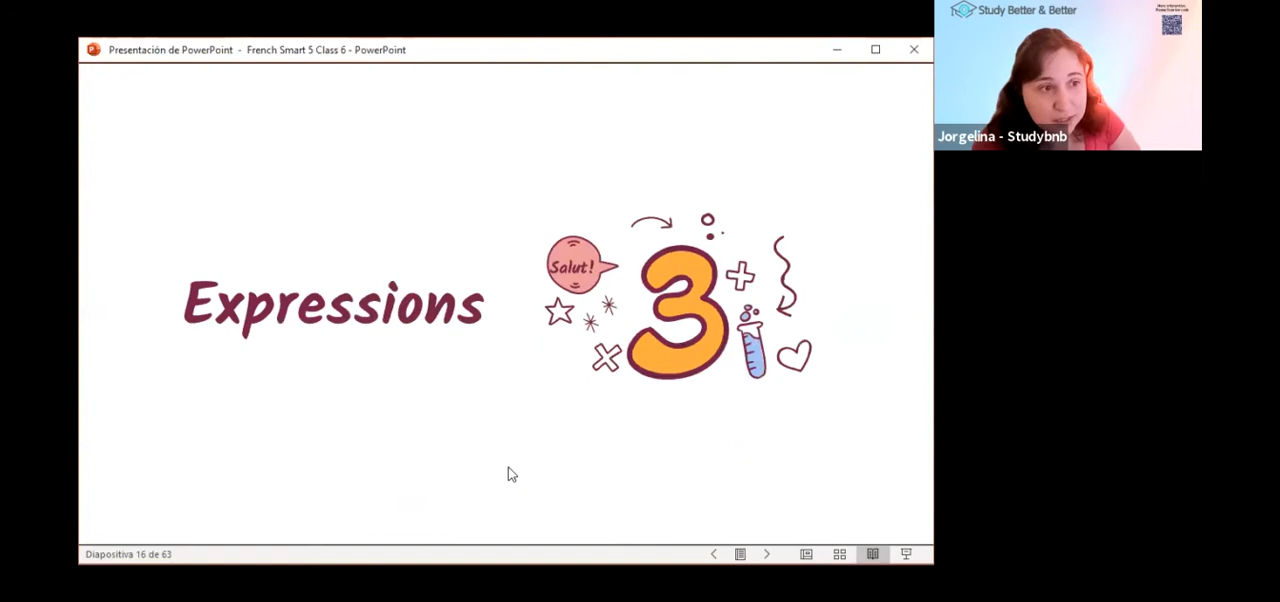 Study Better & Better
Presentación de PowerPoint - French Smart 5 Class 6 - PowerPoint
Jorgelina - Studybnb
Salut!
3
Expressions
Diapositiva 16 de 63